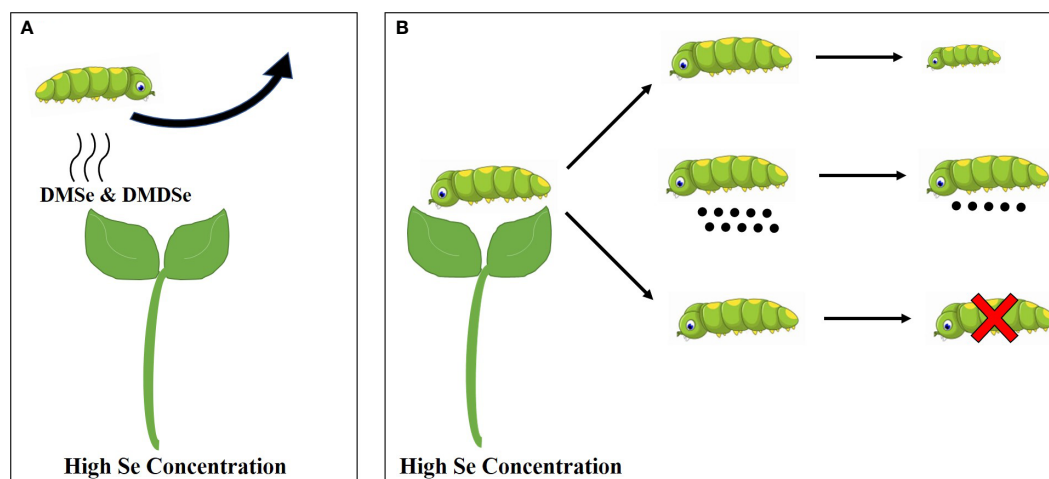 A
DMSe & DMDSe
High Se Concentration
B
High Se Concentration